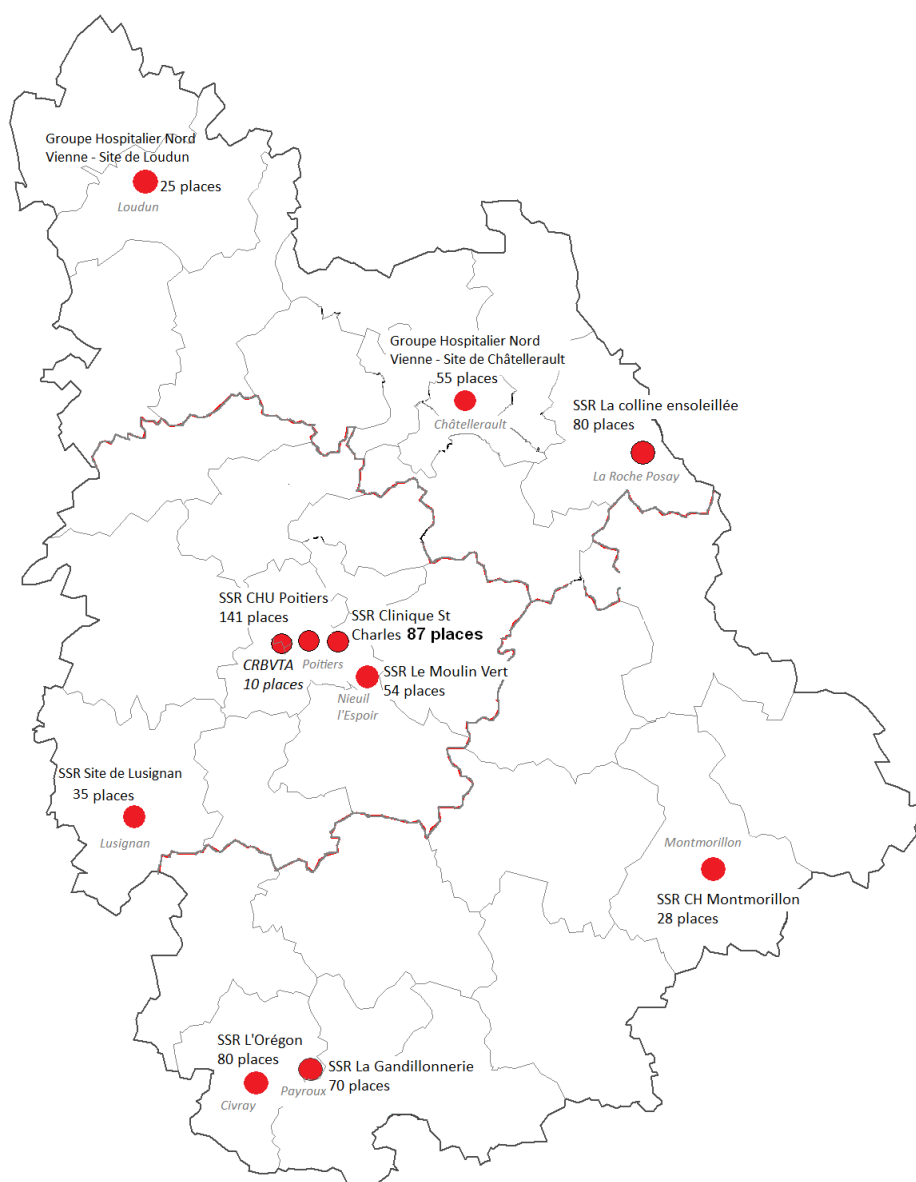 Groupe Hospitalier Nord
Vienne - Site de Loudun
25 places
Loudun
Groupe Hospitalier Nord
Vienne - Site de Châtellerault
55 places
Châtellerault
SSR La colline ensoleillée
80 places
La Roche Posay
SSR CHU Poitiers
141 places
SSR Clinique St
Charles 87 places
CRBVTA
10 places
Poitiers
SSR Le Moulin Vert
54 places
Nieuil
l'Espoir
SSR Site de Lusignan
35 places
Lusignan
Montmorillon
SSR CH Montmorillon
28 places
SSR L'Orégon
80 places
Civray
SSR La Gandillonnerie
70 places
Payroux